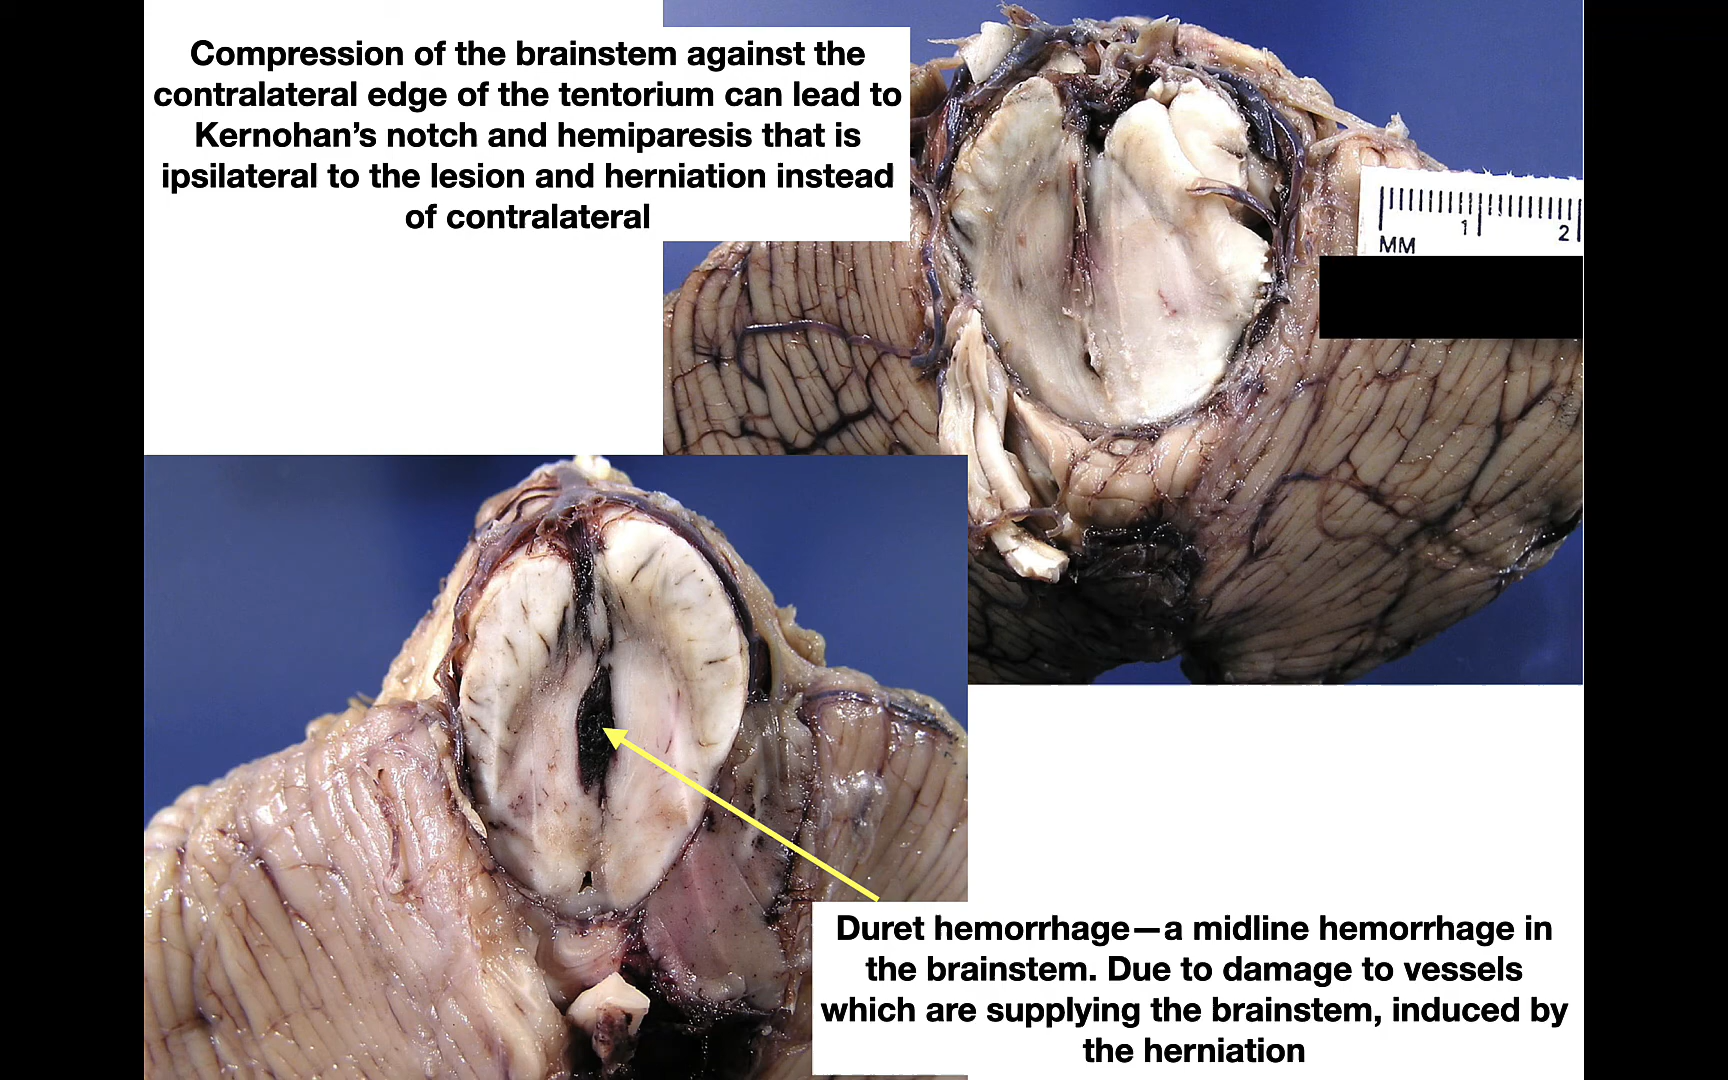 Compression of the brainstem against the
contralateral edge of the tentorium can lead to
Kernohan’s notch and hemiparesis that is
ipsilateral to the lesion and herniation instead
of contralateral
1 2
MM
Duret hemorrhage—a midline hemorrhage in
the brainstem. Due to damage to vessels
which are supplying the brainstem, induced by
the herniation